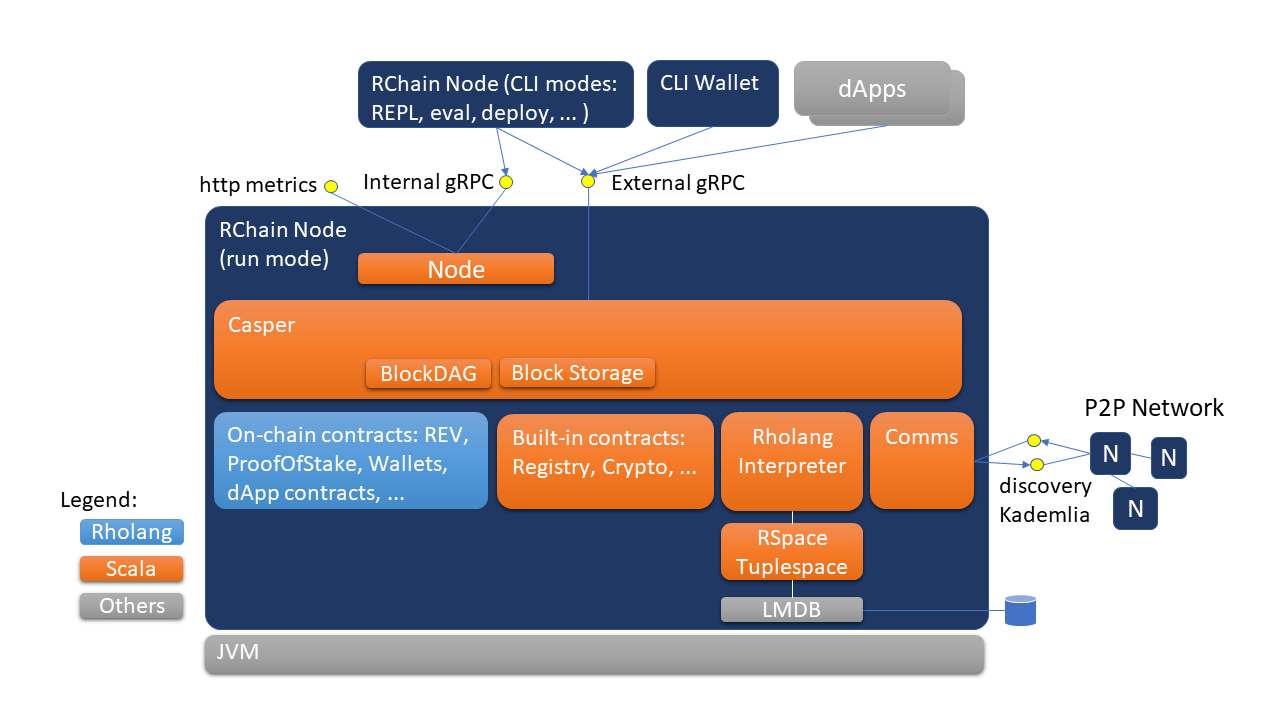 RChain Node (CLI modes:
REPL, eval, deploy, ... )
CLI Wallet
dApps
http metrics
Internal gRPC
External gRPC
RChain Node
(run mode)
Node
Casper
BlockDAG
Block Storage
On-chain contracts: REV,
ProofOfStake, Wallets,
dApp contracts, ...
Built-in contracts:
Registry, Crypto, ...
Rholang
Interpreter
Comms
P2P Network
N
N
N
discovery
Kademlia
RSpace
Tuplespace
LMDB
JVM
Legend:
Rholang
Scala
Others